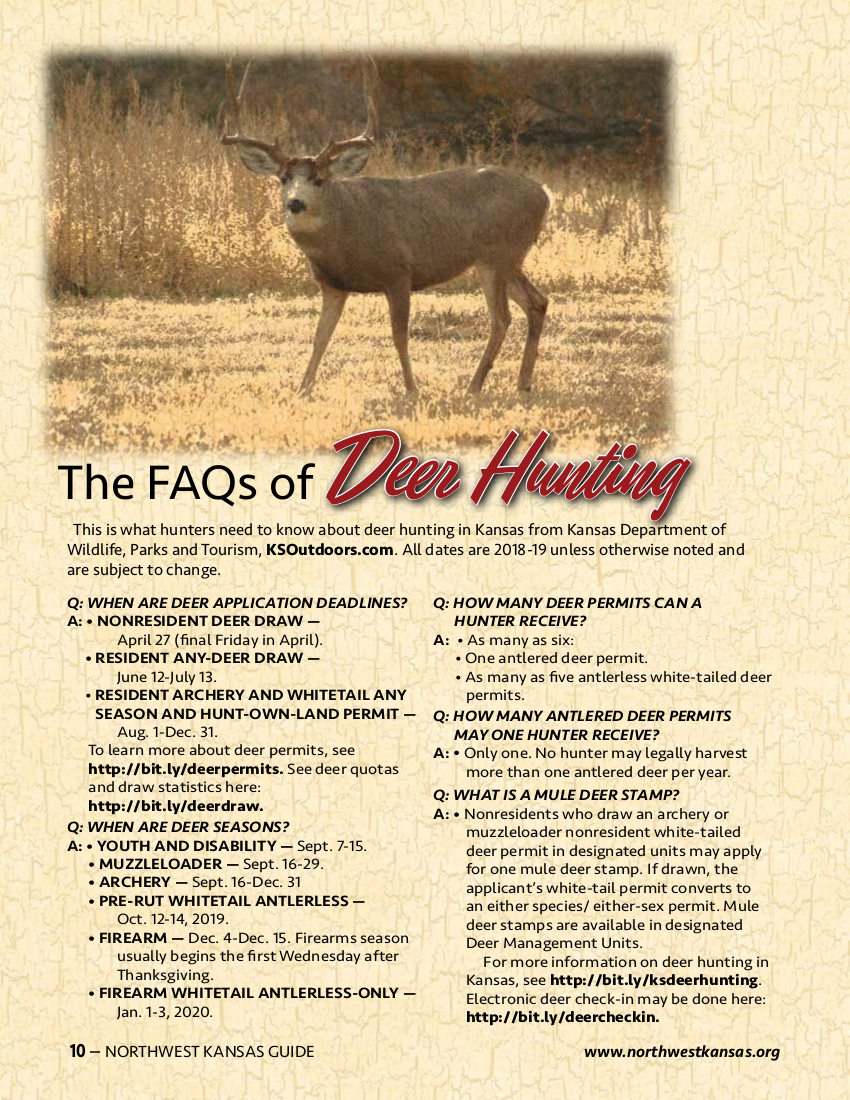 The FAQs of Deer Hunting
This is what hunters need to know about deer hunting in Kansas from Kansas Department of
Wildlife, Parks and Tourism, KSOutdoors.com. All dates are 2018-19 unless otherwise noted and
are subject to change.
Q: WHEN ARE DEER APPLICATION DEADLINES?
A: • NONRESIDENT DEER DRAW —
April 27 (final Friday in April).
• RESIDENT ANY-DEER DRAW —
June 12-July 13.
• RESIDENT ARCHERY AND WHITETAIL ANY
SEASON AND HUNT-OWN-LAND PERMIT —
Aug. 1-Dec. 31.
To learn more about deer permits, see
http://bit.ly/deerpermits. See deer quotas
and draw statistics here:
http://bit.ly/deerdraw.
Q: WHEN ARE DEER SEASONS?
A: • YOUTH AND DISABILITY — Sept. 7-15.
• MUZZLELOADER — Sept. 16-29.
• ARCHERY — Sept. 16-Dec. 31
• PRE-RUT WHITETAIL ANTLERLESS —
Oct. 12-14, 2019.
• FIREARM — Dec. 4-Dec. 15. Firearms season
usually begins the first Wednesday after
Thanksgiving.
• FIREARM WHITETAIL ANTLERLESS-ONLY —
Jan. 1-3, 2020.
Q: HOW MANY DEER PERMITS CAN A
HUNTER RECEIVE?
A: • As many as six:
• One antlered deer permit.
• As many as five antlerless white-tailed deer
permits.
Q: HOW MANY ANTLERED DEER PERMITS
MAY ONE HUNTER RECEIVE?
A: • Only one. No hunter may legally harvest
more than one antlered deer per year.
Q: WHAT IS A MULE DEER STAMP?
A: • Nonresidents who draw an archery or
muzzleloader nonresident white-tailed
deer permit in designated units may apply
for one mule deer stamp. If drawn, the
applicant's white-tail permit converts to
an either species/ either-sex permit. Mule
deer stamps are available in designated
Deer Management Units.
For more information on deer hunting in
Kansas, see http://bit.ly/ksdeerhunting.
Electronic deer check-in may be done here:
http://bit.ly/deercheckin.
10 — NORTHWEST KANSAS GUIDE
www.northwestkansas.org